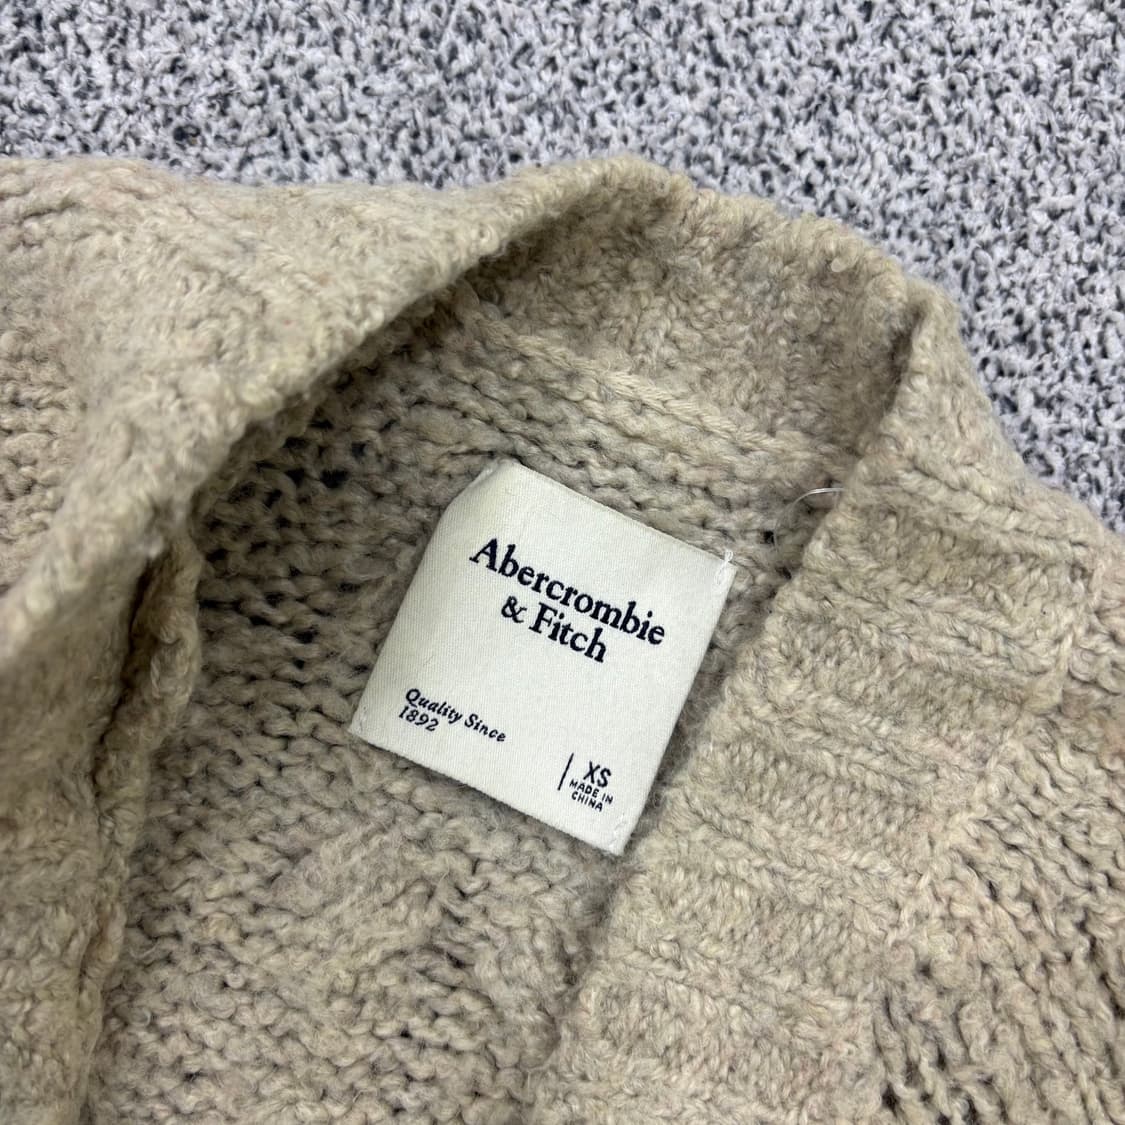 Abercrombie
& Fitch
Quality Since
1892
XS
MADE IN
CHINA